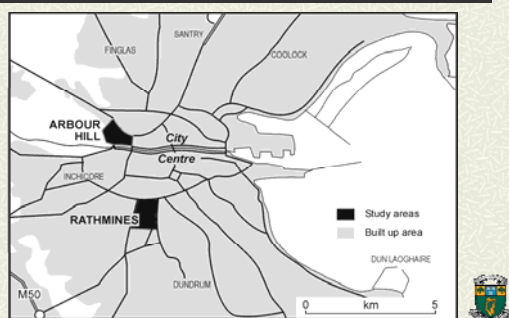 SANTRY
FINGLAS
COOLOCK
ARBOUR
HILL
City
Centre
INCHICORE
RATHMINES
Study areas
Built up area
DUN LAOGHAIRE
DUNDRUM
M50
0 km 5